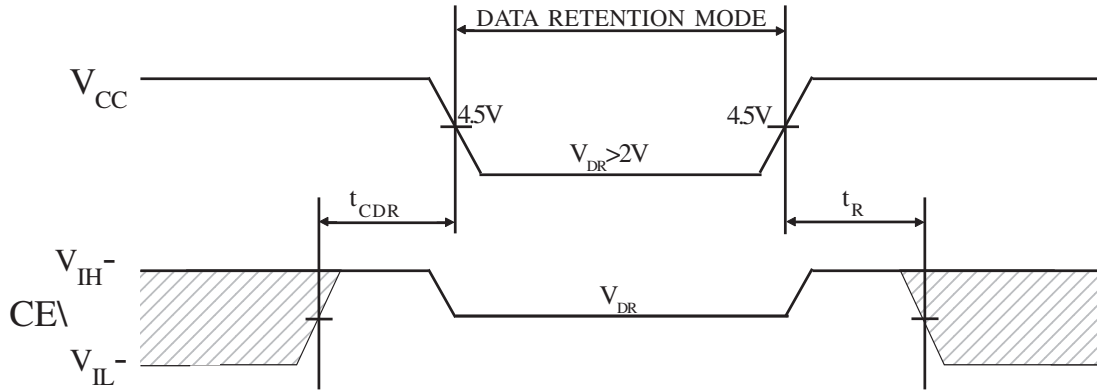 DATA RETENTION MODE
VCC
4.5V
4.5V
VDR>2V
tCDR
tR
VIH-
CE\
VDR
VIL-